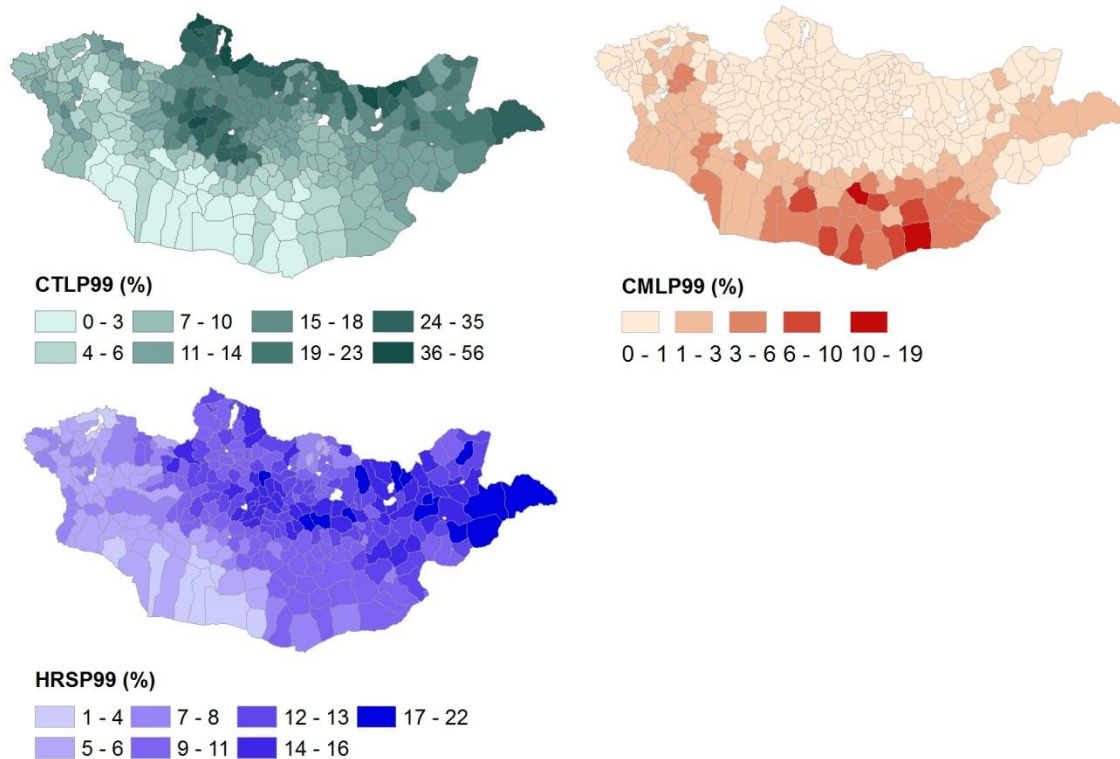 CTLP99 (%)
0 - 3 7 - 10 15 - 18 24 - 35
4 - 6 11 - 14 19 - 23 36 - 56
CMLP99 (%)
0 - 1 1 - 3 3 - 6 6 - 10 10 - 19
HRSP99 (%)
1 - 4 7 - 8 12 - 13 17 - 22
5 - 6 9 - 11 14 - 16